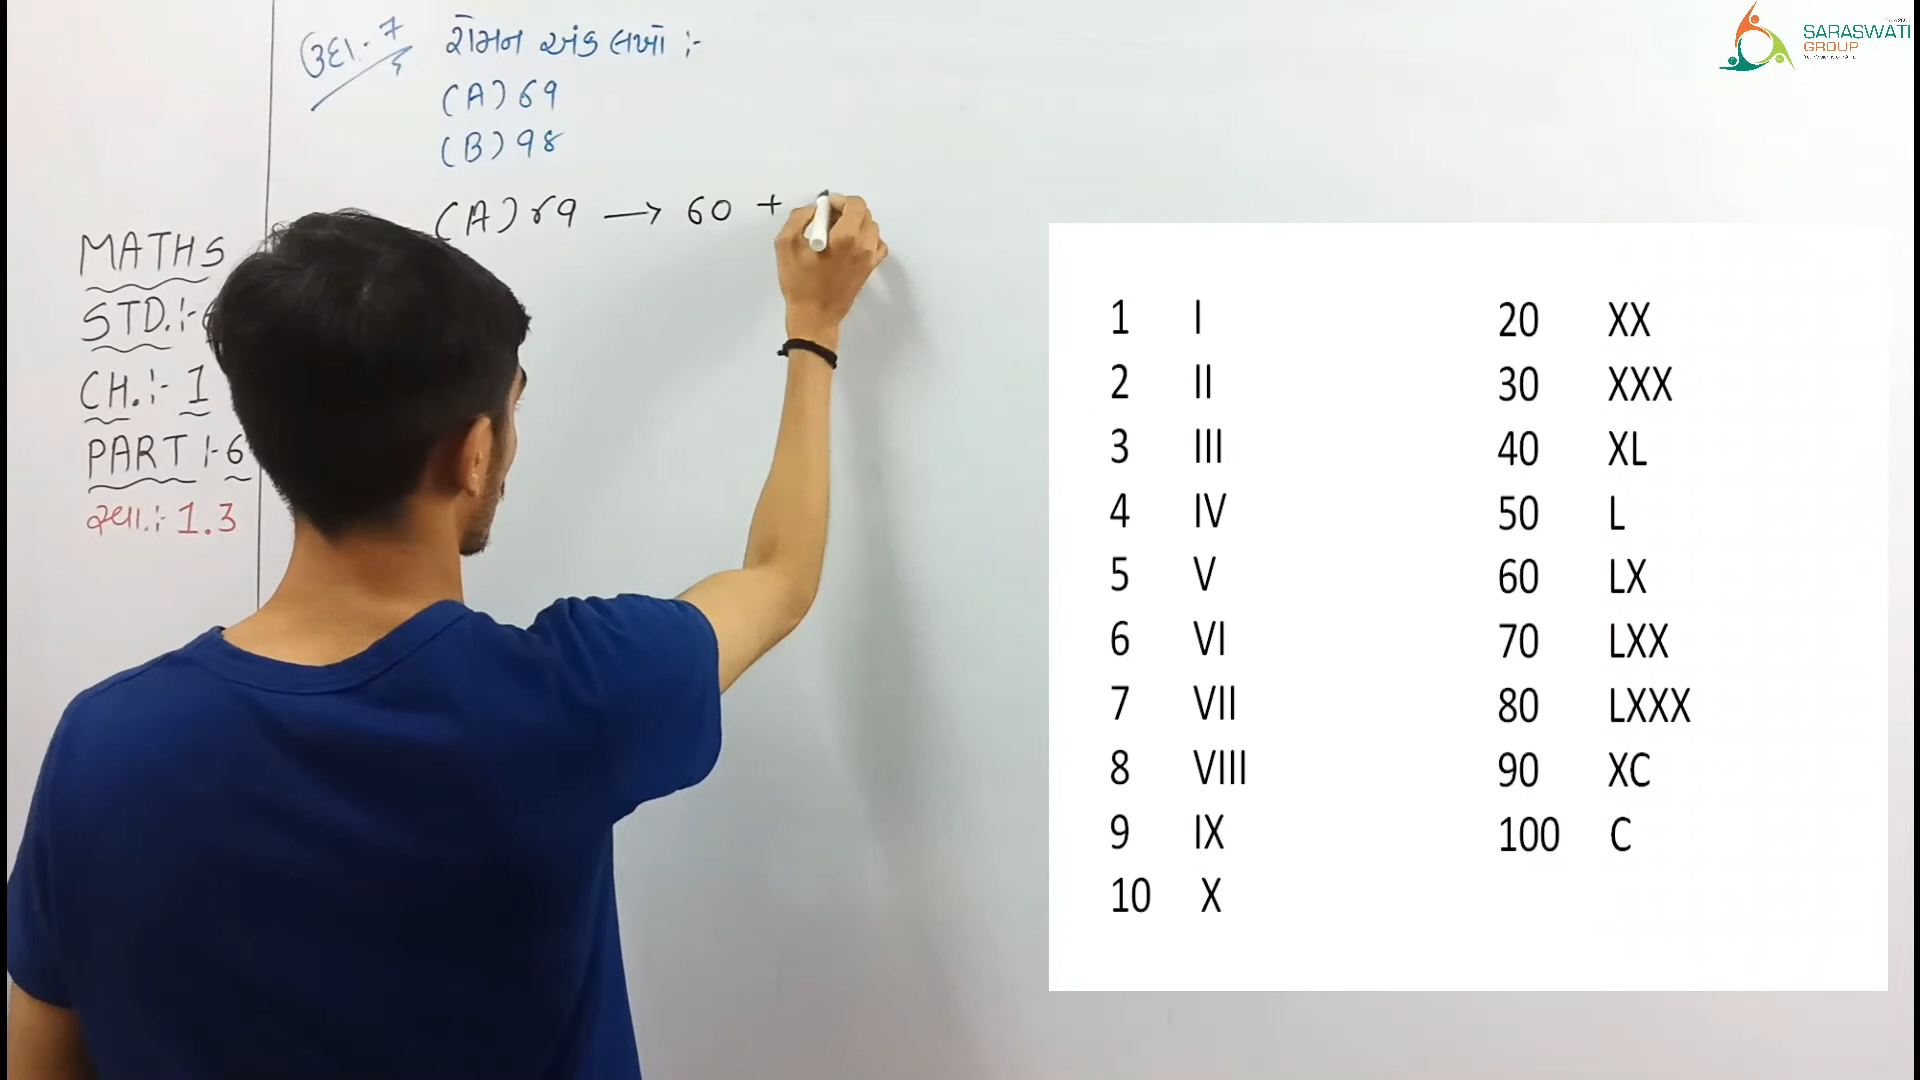 ઉદા.- 7 રોમન અંક લખો :-
(A) 69
(B) 98
(A) 69 → 60 +
MATHS
STD. :-
CH. :- 1
PART :- 6
સ્વા. :- 1.3
SARASWATI
GROUP
1 I
2 II
3 III
4 IV
5 V
6 VI
7 VII
8 VIII
9 IX
10 X
20 XX
30 XXX
40 XL
50 L
60 LX
70 LXX
80 LXXX
90 XC
100 C